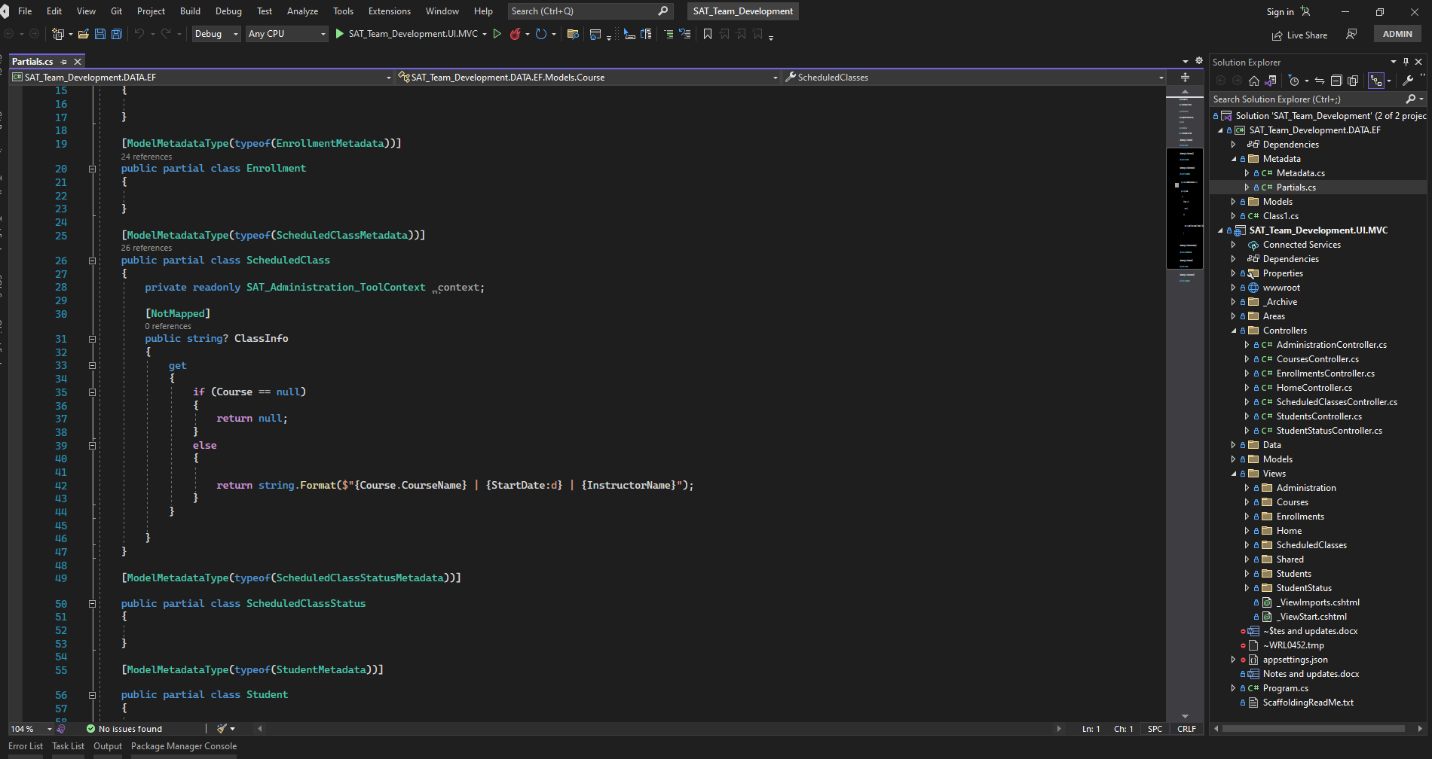 File Edit View Git Project Build Debug Test Analyze Tools Extensions Window Help Search (Ctrl+Q) SAT_Team_Development Sign in
Debug Any CPU SAT_Team_Development.UI.MVC Live Share ADMIN
Partials.cs
SAT_Team_Development.DATA.EF SAT_Team_Development.DATA.EF.Models.Course ScheduledClasses
15 {
16
17 }
18
19 [ModelMetadataType(typeof(EnrollmentMetadata))]
24 references
20 public partial class Enrollment
21 {
22
23 }
24
25 [ModelMetadataType(typeof(ScheduledClassMetadata))]
26 references
26 public partial class ScheduledClass
27 {
28 private readonly SAT_Administration_ToolContext _context;
29
30 [NotMapped]
0 references
31 public string? ClassInfo
32 {
33 get
34 {
35 if (Course == null)
36 {
37 return null;
38 }
39 else
40 {
41
42 return string.Format($"{Course.CourseName} | {StartDate:d} | {InstructorName}");
43 }
44 }
45
46 }
47 }
48
49 [ModelMetadataType(typeof(ScheduledClassStatusMetadata))]
50 public partial class ScheduledClassStatus
51 {
52
53 }
54
55 [ModelMetadataType(typeof(StudentMetadata))]
56 public partial class Student
57 {
58
104 % No issues found Ln: 1 Ch: 1 SPC CRLF
Error List Task List Output Package Manager Console
Solution Explorer
Search Solution Explorer (Ctrl+;)
Solution 'SAT_Team_Development' (2 of 2 projec
SAT_Team_Development.DATA.EF
Dependencies
Metadata
C# Metadata.cs
C# Partials.cs
Models
C# Class1.cs
SAT_Team_Development.UI.MVC
Connected Services
Dependencies
Properties
wwwroot
_Archive
Areas
Controllers
C# AdministrationController.cs
C# CoursesController.cs
C# EnrollmentsController.cs
C# HomeController.cs
C# ScheduledClassesController.cs
C# StudentsController.cs
C# StudentStatusController.cs
Data
Models
Views
Administration
Courses
Enrollments
Home
ScheduledClasses
Shared
Students
StudentStatus
_ViewImports.cshtml
_ViewStart.cshtml
~$tes and updates.docx
~WRL0452.tmp
appsettings.json
Notes and updates.docx
C# Program.cs
ScaffoldingReadMe.txt